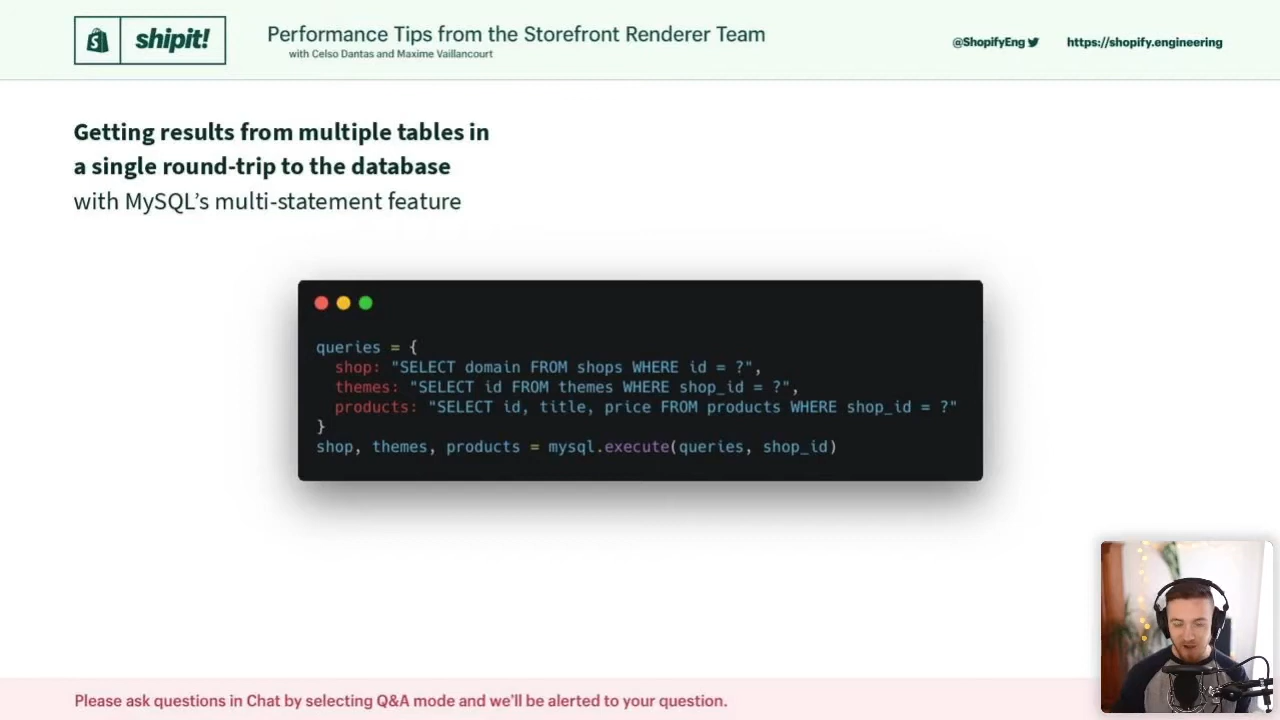 shipit!
Performance Tips from the Storefront Renderer Team
with Celso Dantas and Maxime Vaillancourt
@ShopifyEng
https://shopify.engineering
Getting results from multiple tables in
a single round-trip to the database
with MySQL’s multi-statement feature
queries = {
  shop: "SELECT domain FROM shops WHERE id = ?",
  themes: "SELECT id FROM themes WHERE shop_id = ?",
  products: "SELECT id, title, price FROM products WHERE shop_id = ?"
}
shop, themes, products = mysql.execute(queries, shop_id)
Please ask questions in Chat by selecting Q&A mode and we'll be alerted to your question.